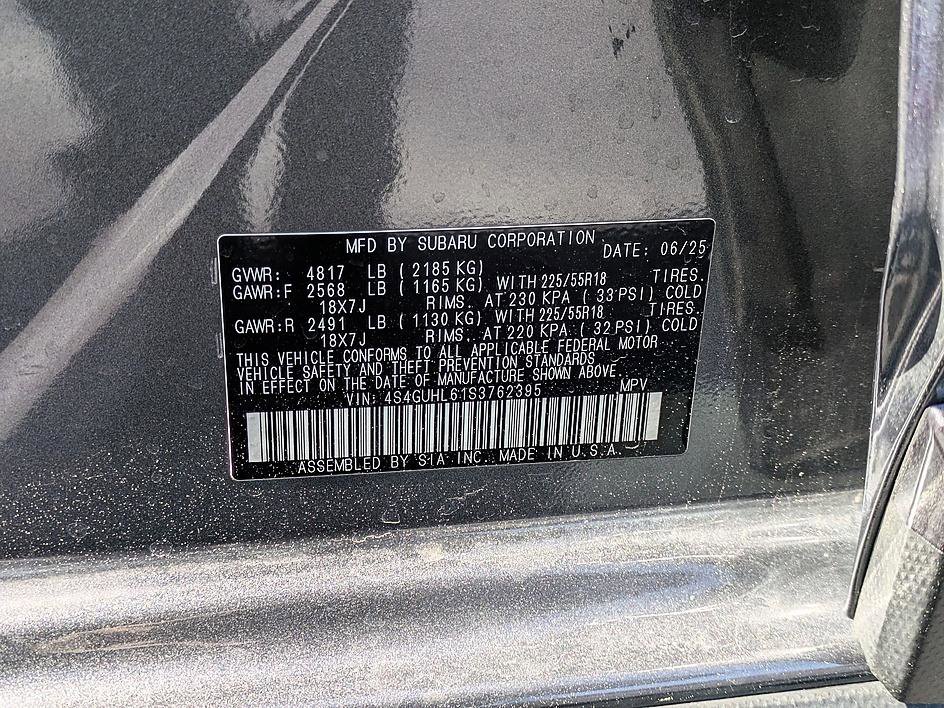 MFD BY SUBARU CORPORATION DATE: 06/25
GVWR: 4817 LB ( 2185 KG)
GAWR:F 2568 LB ( 1165 KG) WITH 225/55R18 TIRES.
18X7J RIMS. AT 230 KPA ( 33 PSI) COLD
GAWR:R 2491 LB ( 1130 KG) WITH 225/55R18 TIRES.
18X7J RIMS. AT 220 KPA ( 32 PSI) COLD
THIS VEHICLE CONFORMS TO ALL APPLICABLE FEDERAL MOTOR
VEHICLE SAFETY AND THEFT PREVENTION STANDARDS
IN EFFECT ON THE DATE OF MANUFACTURE SHOWN ABOVE.
VIN: 4S4GUHL61S3762395 MPV
ASSEMBLED BY SIA INC. MADE IN U.S.A.